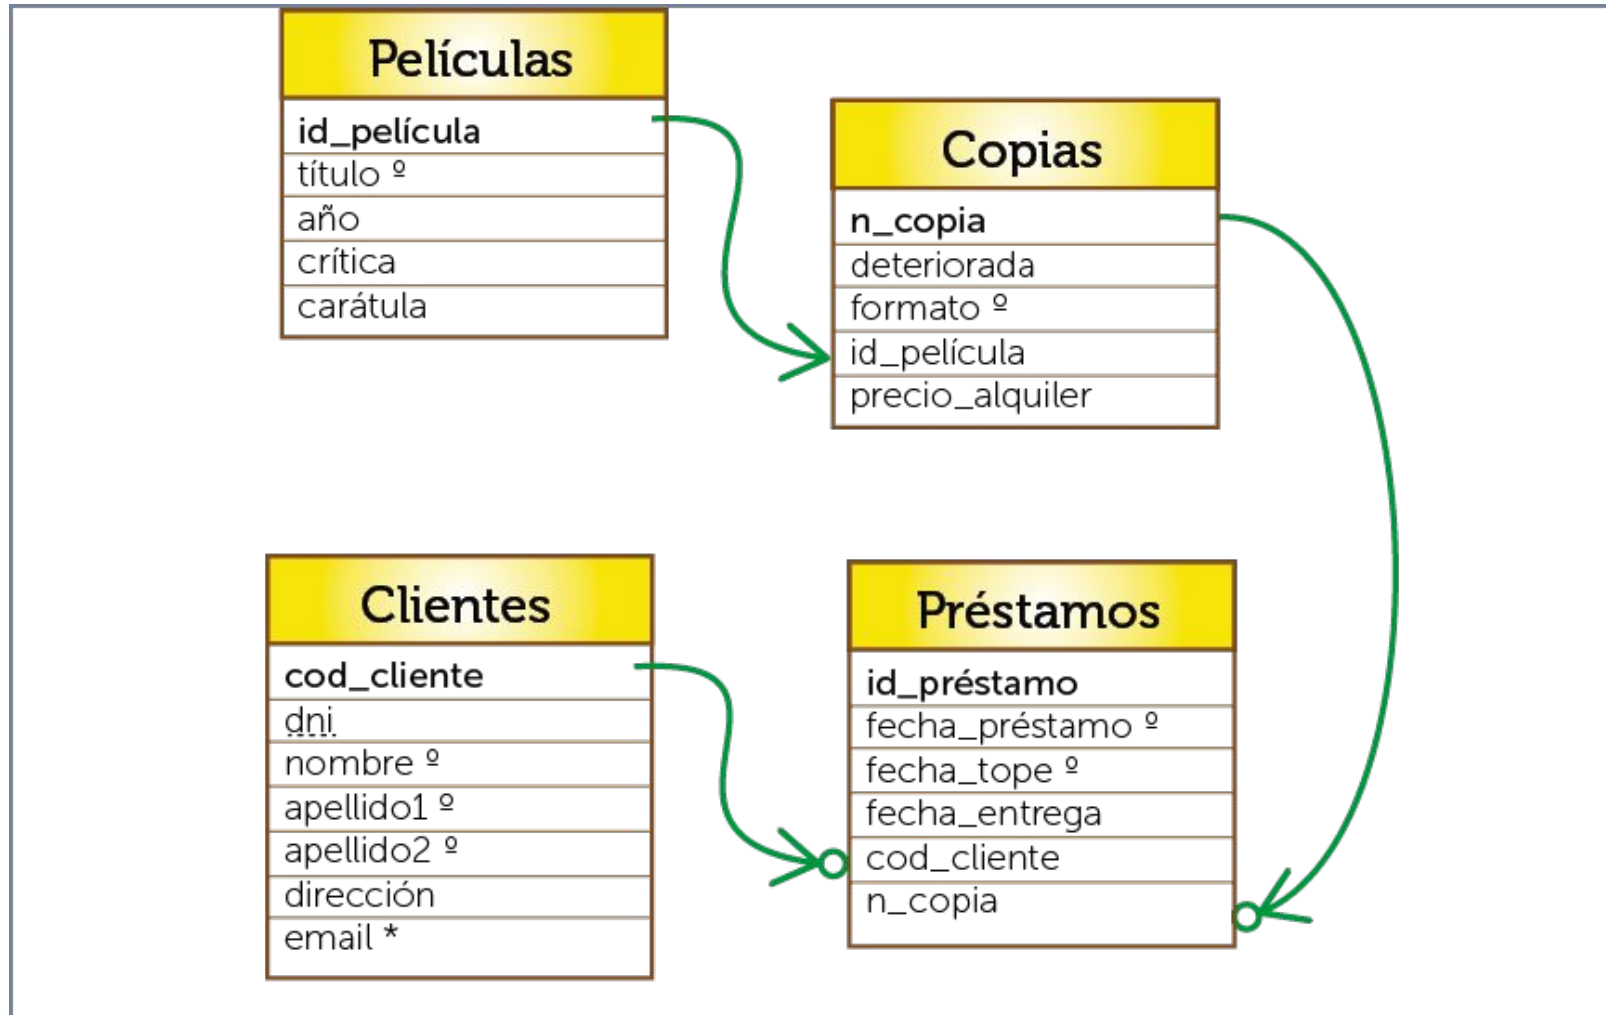 Películas
id_película
título º
año
crítica
carátula
Copias
n_copia
deteriorada
formato º
id_película
precio_alquiler
Clientes
cod_cliente
dni
nombre º
apellido1 º
apellido2 º
dirección
email *
Préstamos
id_préstamo
fecha_préstamo º
fecha_tope º
fecha_entrega
cod_cliente
n_copia